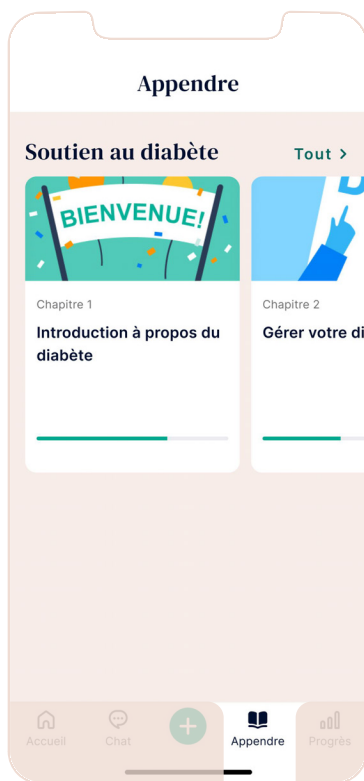 Appendre
Soutien au diabète
Tout >
BIENVENUE!
Chapitre 1
Introduction à propos du
diabète
Chapitre 2
Gérer votre di
Accueil
Chat
Appendre
Progrès